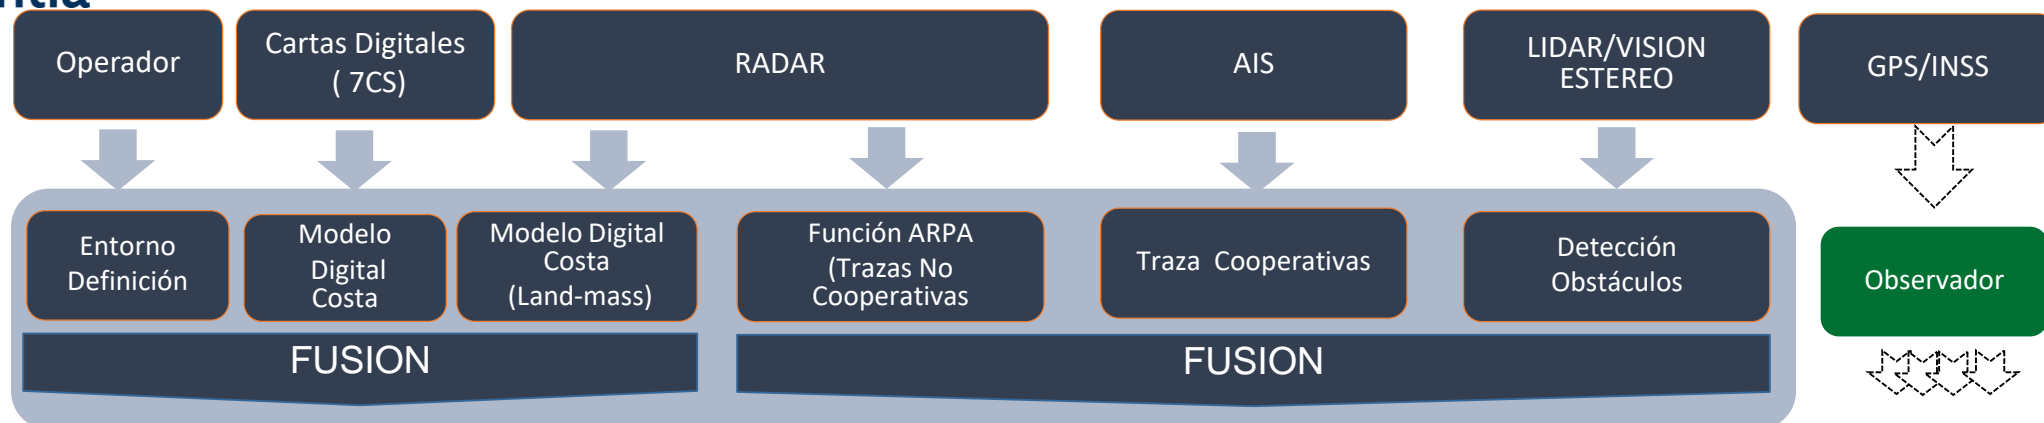 Operador
Cartas Digitales
( 7CS)
RADAR
AIS
LIDAR/VISION
ESTEREO
GPS/INSS
Entorno
Definición
Modelo
Digital
Costa
Modelo Digital
Costa
(Land-mass)
Función ARPA
(Trazas No
Cooperativas
Traza Cooperativas
Detección
Obstáculos
Observador
FUSION
FUSION